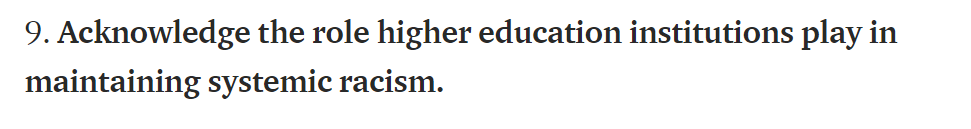 9. Acknowledge the role higher education institutions play in
maintaining systemic racism.